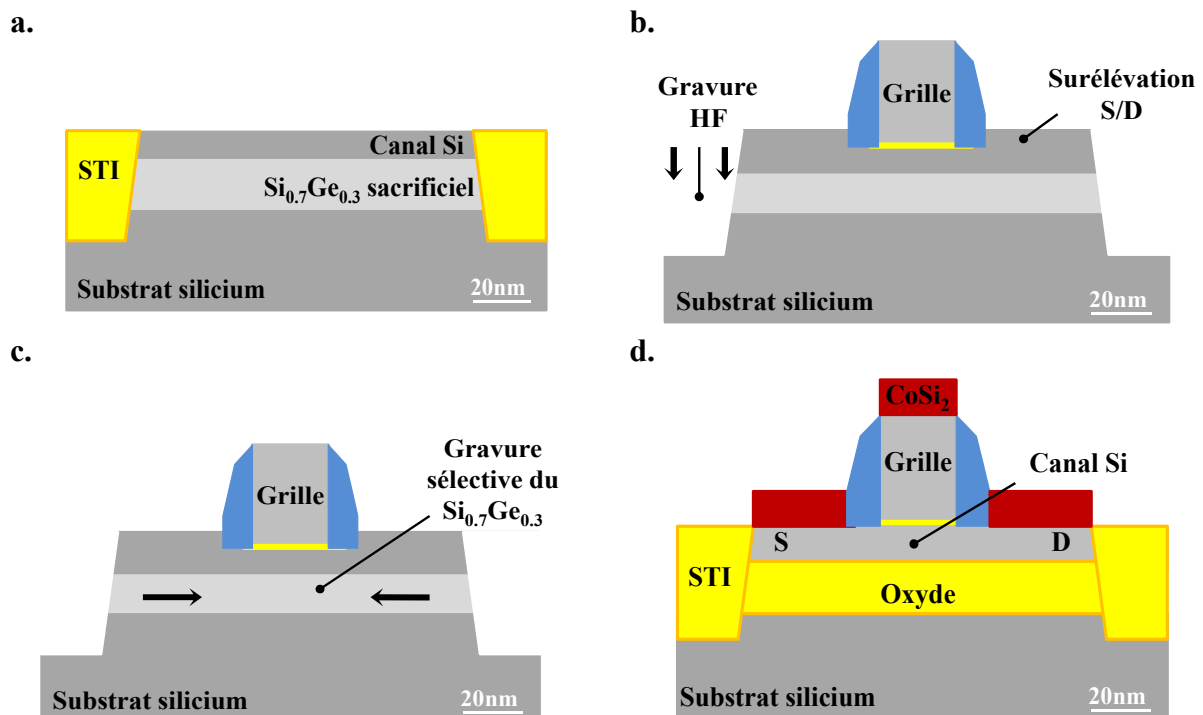 a.
Canal Si
STI
Si0.7Ge0.3 sacrificiel
Substrat silicium
20nm
b.
Grille
Gravure
HF
Surélévation
S/D
Substrat silicium
20nm
c.
Grille
Gravure
sélective du
Si0.7Ge0.3
Substrat silicium
20nm
d.
CoSi2
Grille
Canal Si
S
D
STI
Oxyde
Substrat silicium
20nm